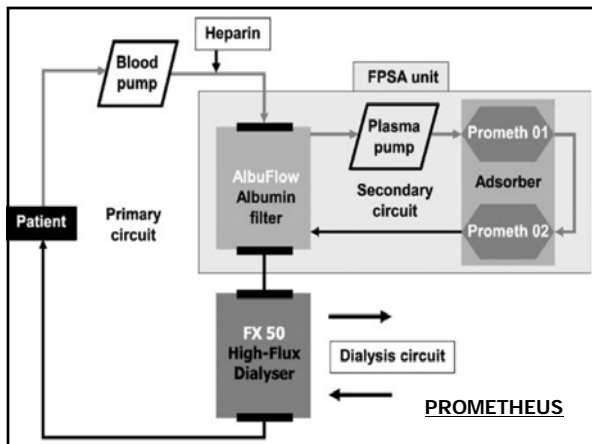 Heparin
Blood
pump
FPSA unit
Plasma
pump
Prometh 01
AlbuFlow
Albumin
filter
Secondary
circuit
Adsorber
Patient
Primary
circuit
Prometh 02
FX 50
High-Flux
Dialyser
Dialysis circuit
PROMETHEUS